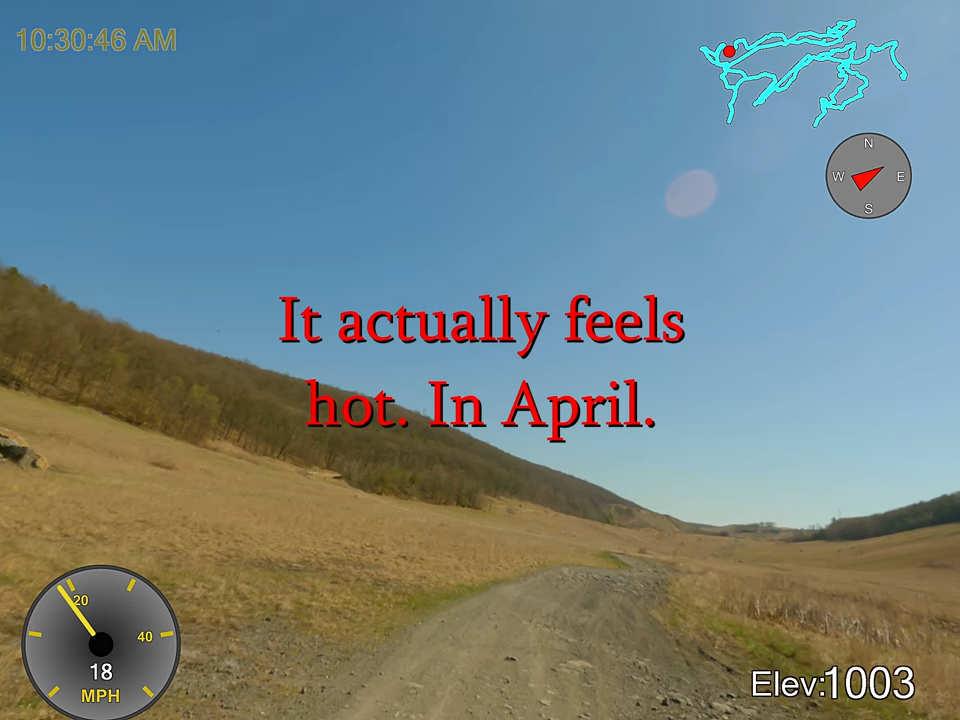 10:30:46 AM
N
W E
S
It actually feels
hot. In April.
20
40
18
MPH
Elev:1003